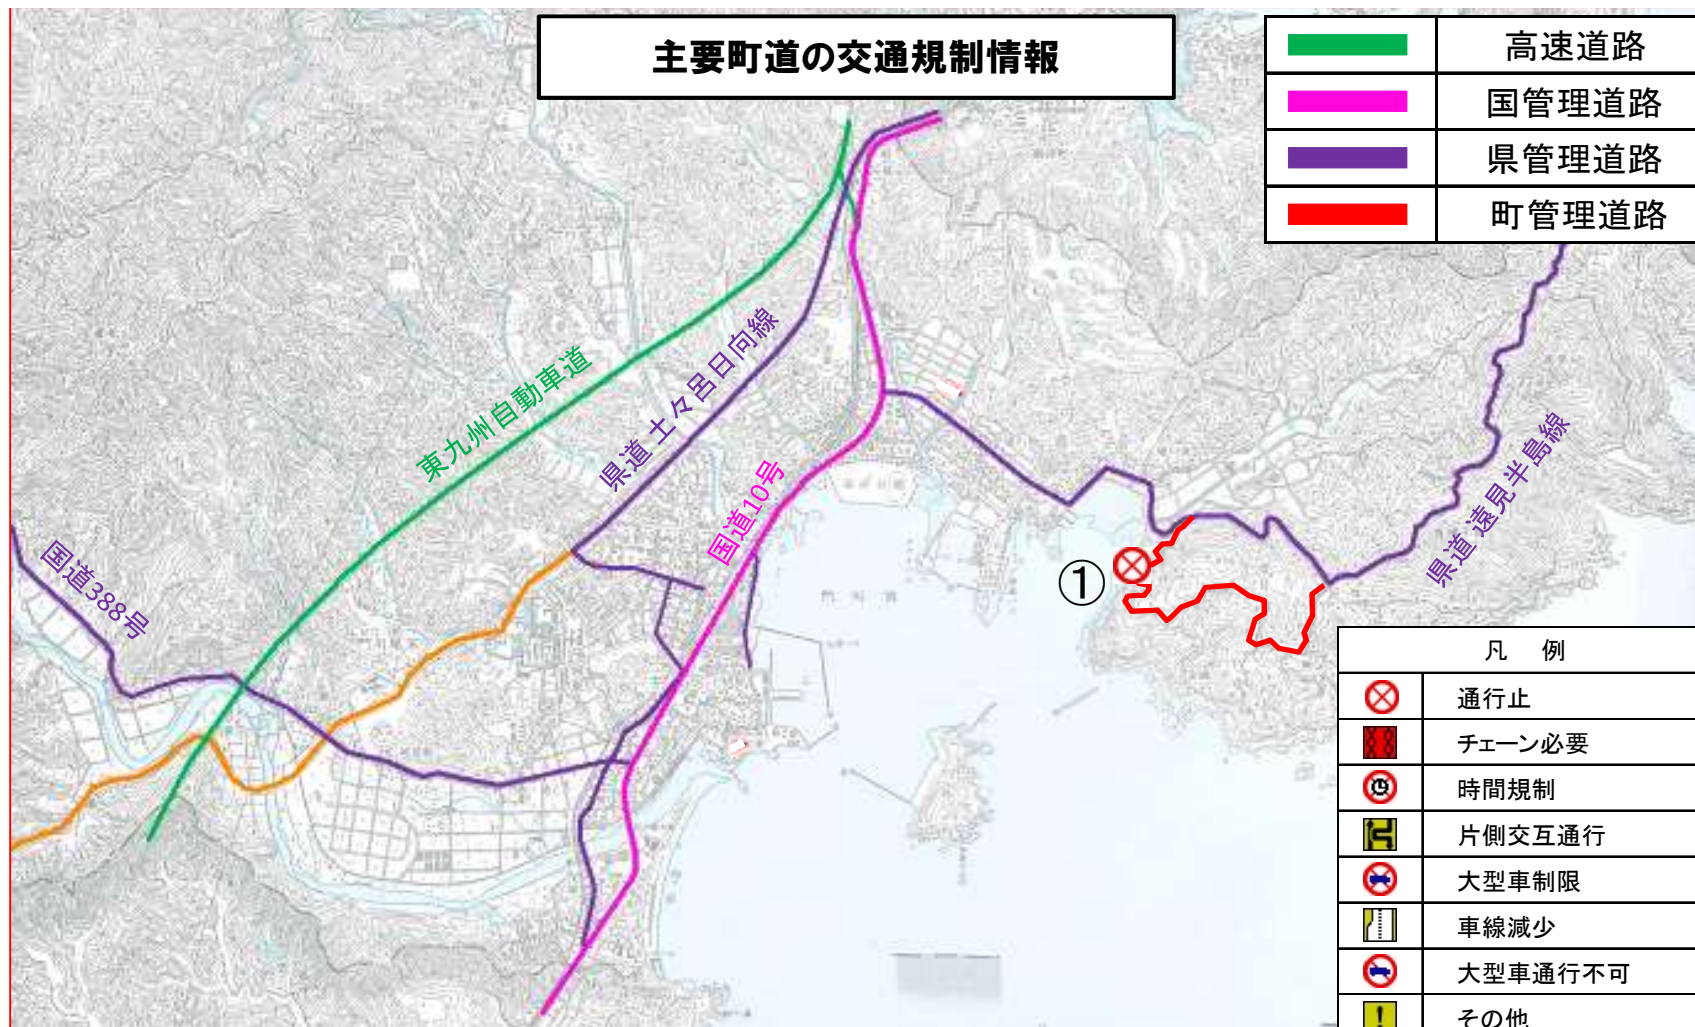 主要町道の交通規制情報
高速道路
国管理道路
県管理道路
町管理道路
東九州自動車道
県道 土々呂日向線
国道10号
国道388号
県道 遠見半島線
①
凡 例
通行止
チェーン必要
時間規制
片側交互通行
大型車制限
車線減少
大型車通行不可
その他